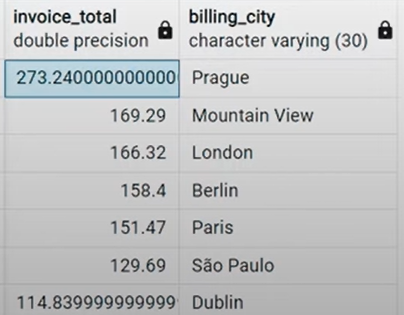 invoice_total billing_city
double precision character varying (30)
273.240000000000 Prague
169.29 Mountain View
166.32 London
158.4 Berlin
151.47 Paris
129.69 São Paulo
114.839999999999 Dublin